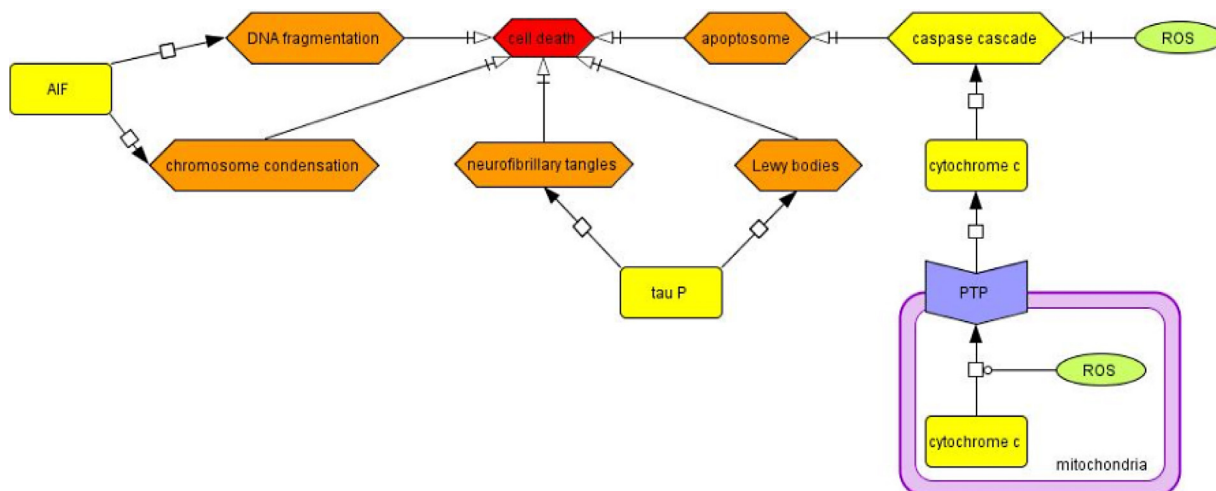 DNA fragmentation
cell death
apoptosome
caspase cascade
ROS
AIF
chromosome condensation
neurofibrillary tangles
Lewy bodies
cytochrome c
tau P
PTP
ROS
cytochrome c
mitochondria